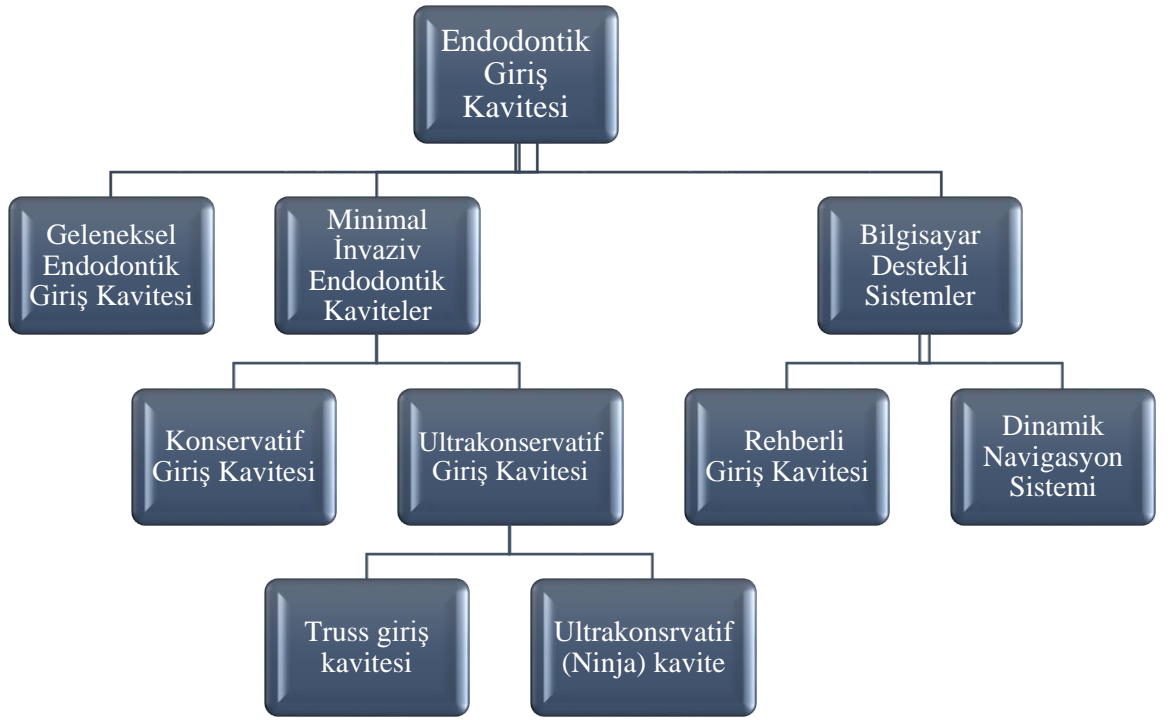 Endodontik
Giriş
Kavitesi
Geleneksel
Endodontik
Giriş Kavitesi
Minimal
İnvaziv
Endodontik
Kaviteler
Bilgisayar
Destekli
Sistemler
Konservatif
Giriş Kavitesi
Ultrakonservatif
Giriş Kavitesi
Rehberli
Giriş Kavitesi
Dinamik
Navigasyon
Sistemi
Truss giriş
kavitesi
Ultrakonsrvatif
(Ninja) kavite